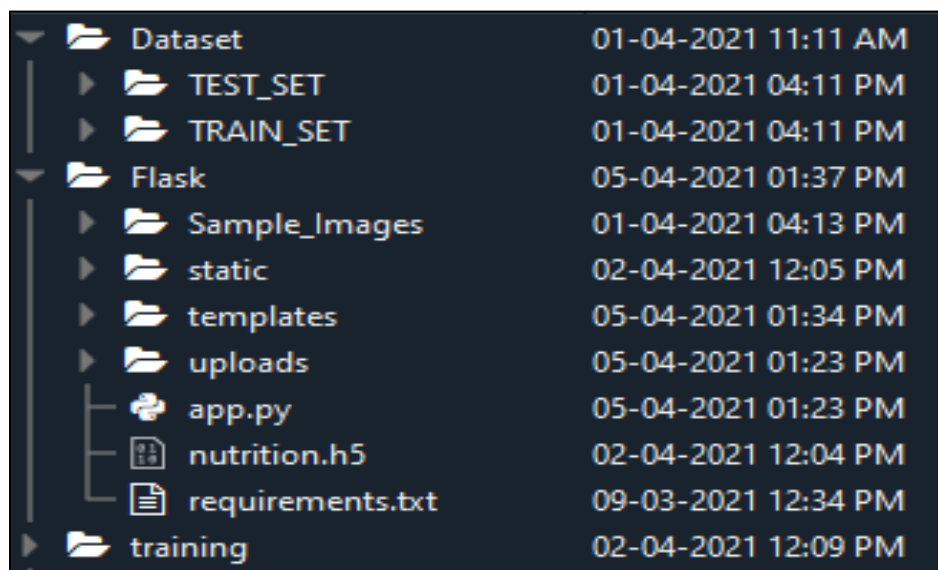 Dataset 01-04-2021 11:11 AM
TEST_SET 01-04-2021 04:11 PM
TRAIN_SET 01-04-2021 04:11 PM
Flask 05-04-2021 01:37 PM
Sample_Images 01-04-2021 04:13 PM
static 02-04-2021 12:05 PM
templates 05-04-2021 01:34 PM
uploads 05-04-2021 01:23 PM
app.py 05-04-2021 01:23 PM
nutrition.h5 02-04-2021 12:04 PM
requirements.txt 09-03-2021 12:34 PM
training 02-04-2021 12:09 PM